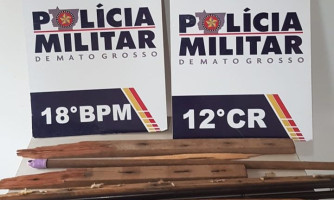 POLÍCIA
MILITAR
DE MATO GROSSO
18°BPM
POLÍCIA
MILITAR
DE MATO GROSSO
12°CR